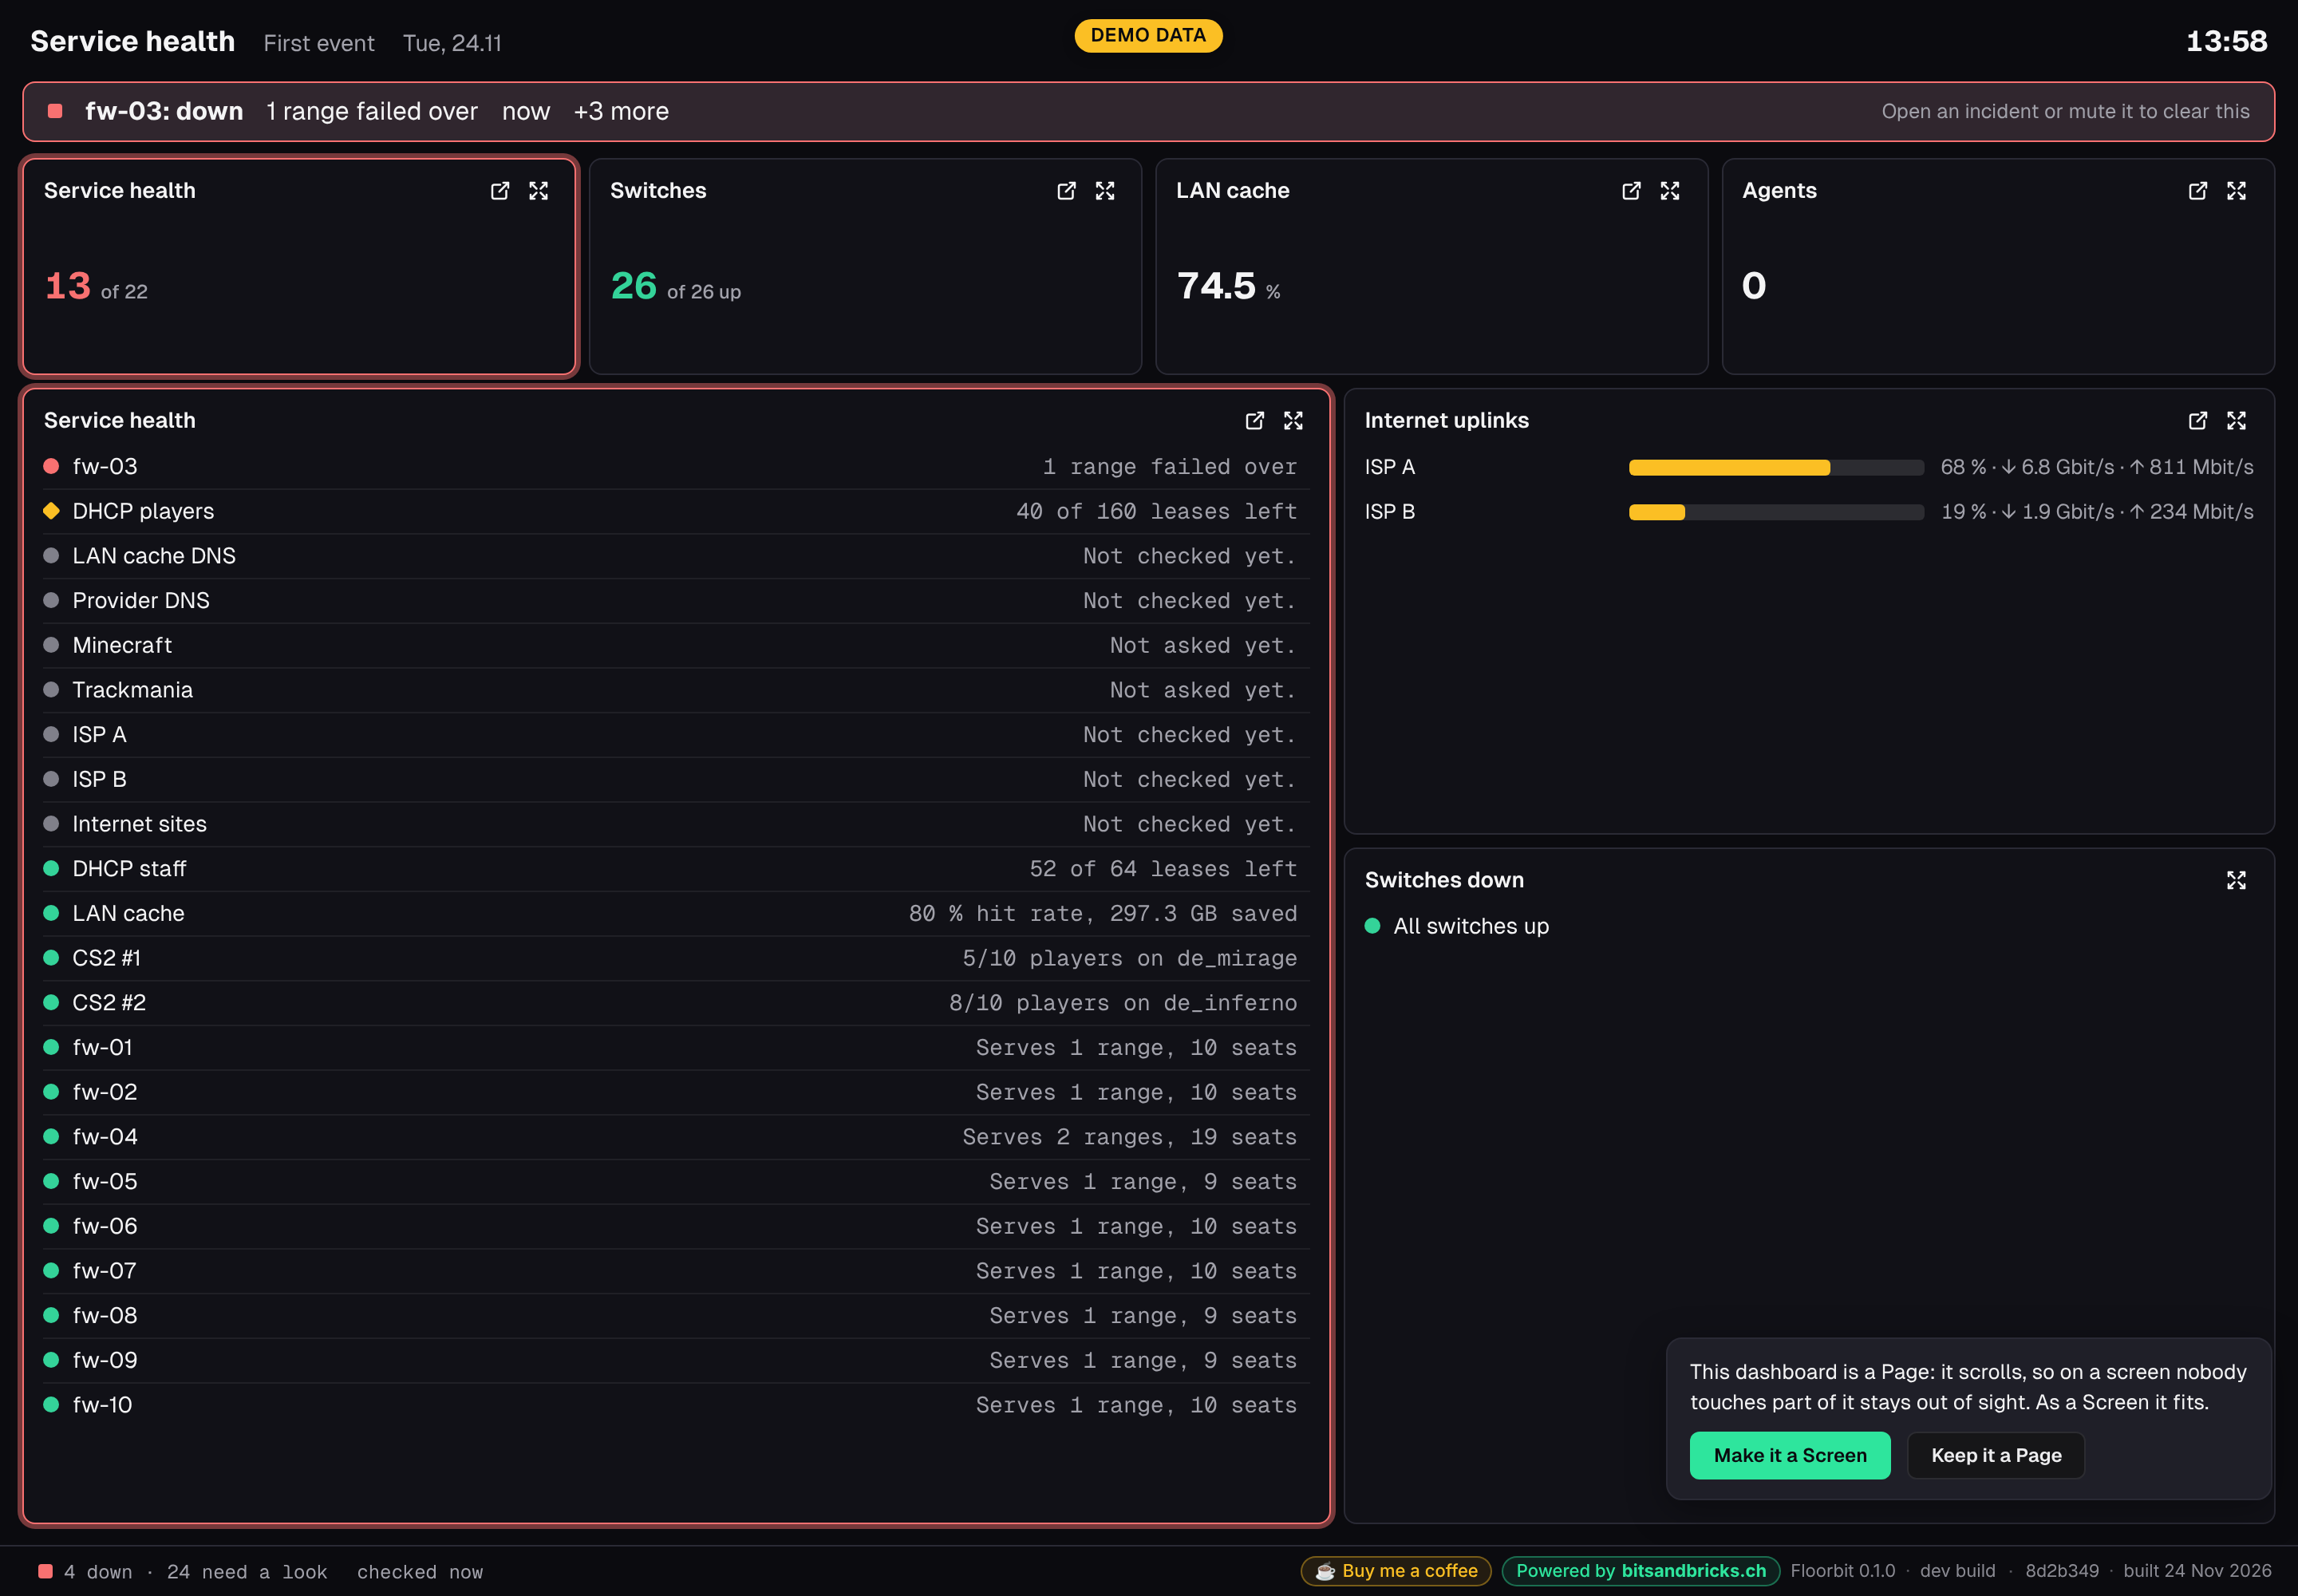 Service health First event Tue, 24.11 DEMO DATA 13:58
fw-03: down 1 range failed over now +3 more Open an incident or mute it to clear this
Service health
13 of 22
Switches
26 of 26 up
LAN cache
74.5 %
Agents
0
Service health
fw-03 1 range failed over
DHCP players 40 of 160 leases left
LAN cache DNS Not checked yet.
Provider DNS Not checked yet.
Minecraft Not asked yet.
Trackmania Not asked yet.
ISP A Not checked yet.
ISP B Not checked yet.
Internet sites Not checked yet.
DHCP staff 52 of 64 leases left
LAN cache 80 % hit rate, 297.3 GB saved
CS2 #1 5/10 players on de_mirage
CS2 #2 8/10 players on de_inferno
fw-01 Serves 1 range, 10 seats
fw-02 Serves 1 range, 10 seats
fw-04 Serves 2 ranges, 19 seats
fw-05 Serves 1 range, 9 seats
fw-06 Serves 1 range, 10 seats
fw-07 Serves 1 range, 10 seats
fw-08 Serves 1 range, 9 seats
fw-09 Serves 1 range, 9 seats
fw-10 Serves 1 range, 10 seats
Internet uplinks
ISP A 68 % · ↓ 6.8 Gbit/s · ↑ 811 Mbit/s
ISP B 19 % · ↓ 1.9 Gbit/s · ↑ 234 Mbit/s
Switches down
All switches up
This dashboard is a Page: it scrolls, so on a screen nobody
touches part of it stays out of sight. As a Screen it fits.
Make it a Screen Keep it a Page
4 down · 24 need a look checked now
Buy me a coffee Powered by bitsandbricks.ch Floorbit 0.1.0 · dev build · 8d2b349 · built 24 Nov 2026